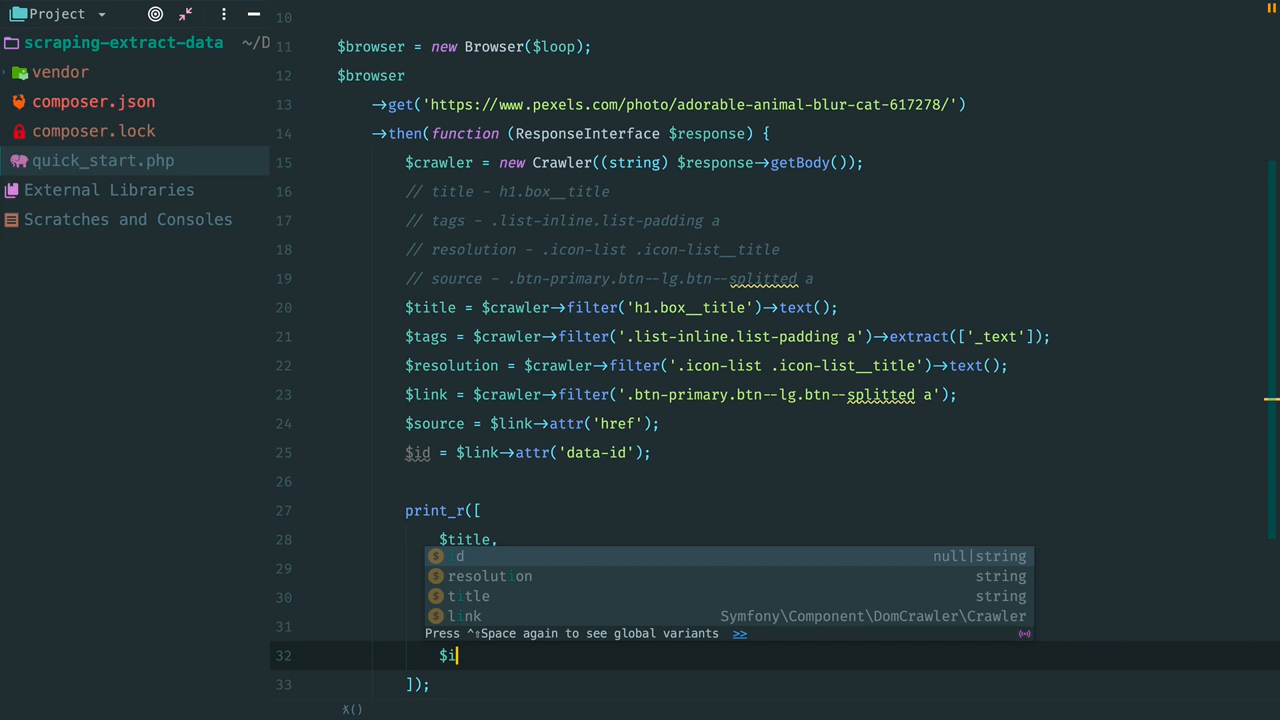 Project
scraping-extract-data ~/D
vendor
composer.json
composer.lock
quick_start.php
External Libraries
Scratches and Consoles
10
11 $browser = new Browser($loop);
12 $browser
13 →get('https://www.pexels.com/photo/adorable-animal-blur-cat-617278/')
14 →then(function (ResponseInterface $response) {
15 $crawler = new Crawler((string) $response→getBody());
16 // title - h1.box__title
17 // tags - .list-inline.list-padding a
18 // resolution - .icon-list .icon-list__title
19 // source - .btn-primary.btn--lg.btn--splitted a
20 $title = $crawler→filter('h1.box__title')→text();
21 $tags = $crawler→filter('.list-inline.list-padding a')→extract(['_text']);
22 $resolution = $crawler→filter('.icon-list .icon-list__title')→text();
23 $link = $crawler→filter('.btn-primary.btn--lg.btn--splitted a');
24 $source = $link→attr('href');
25 $id = $link→attr('data-id');
26
27 print_r([
28 $title,
29
30
31
32 $i
33 ]);
$ id null|string
$ resolution string
$ title string
$ link Symfony\Component\DomCrawler\Crawler
Press ^⇧Space again to see global variants >>
λ()